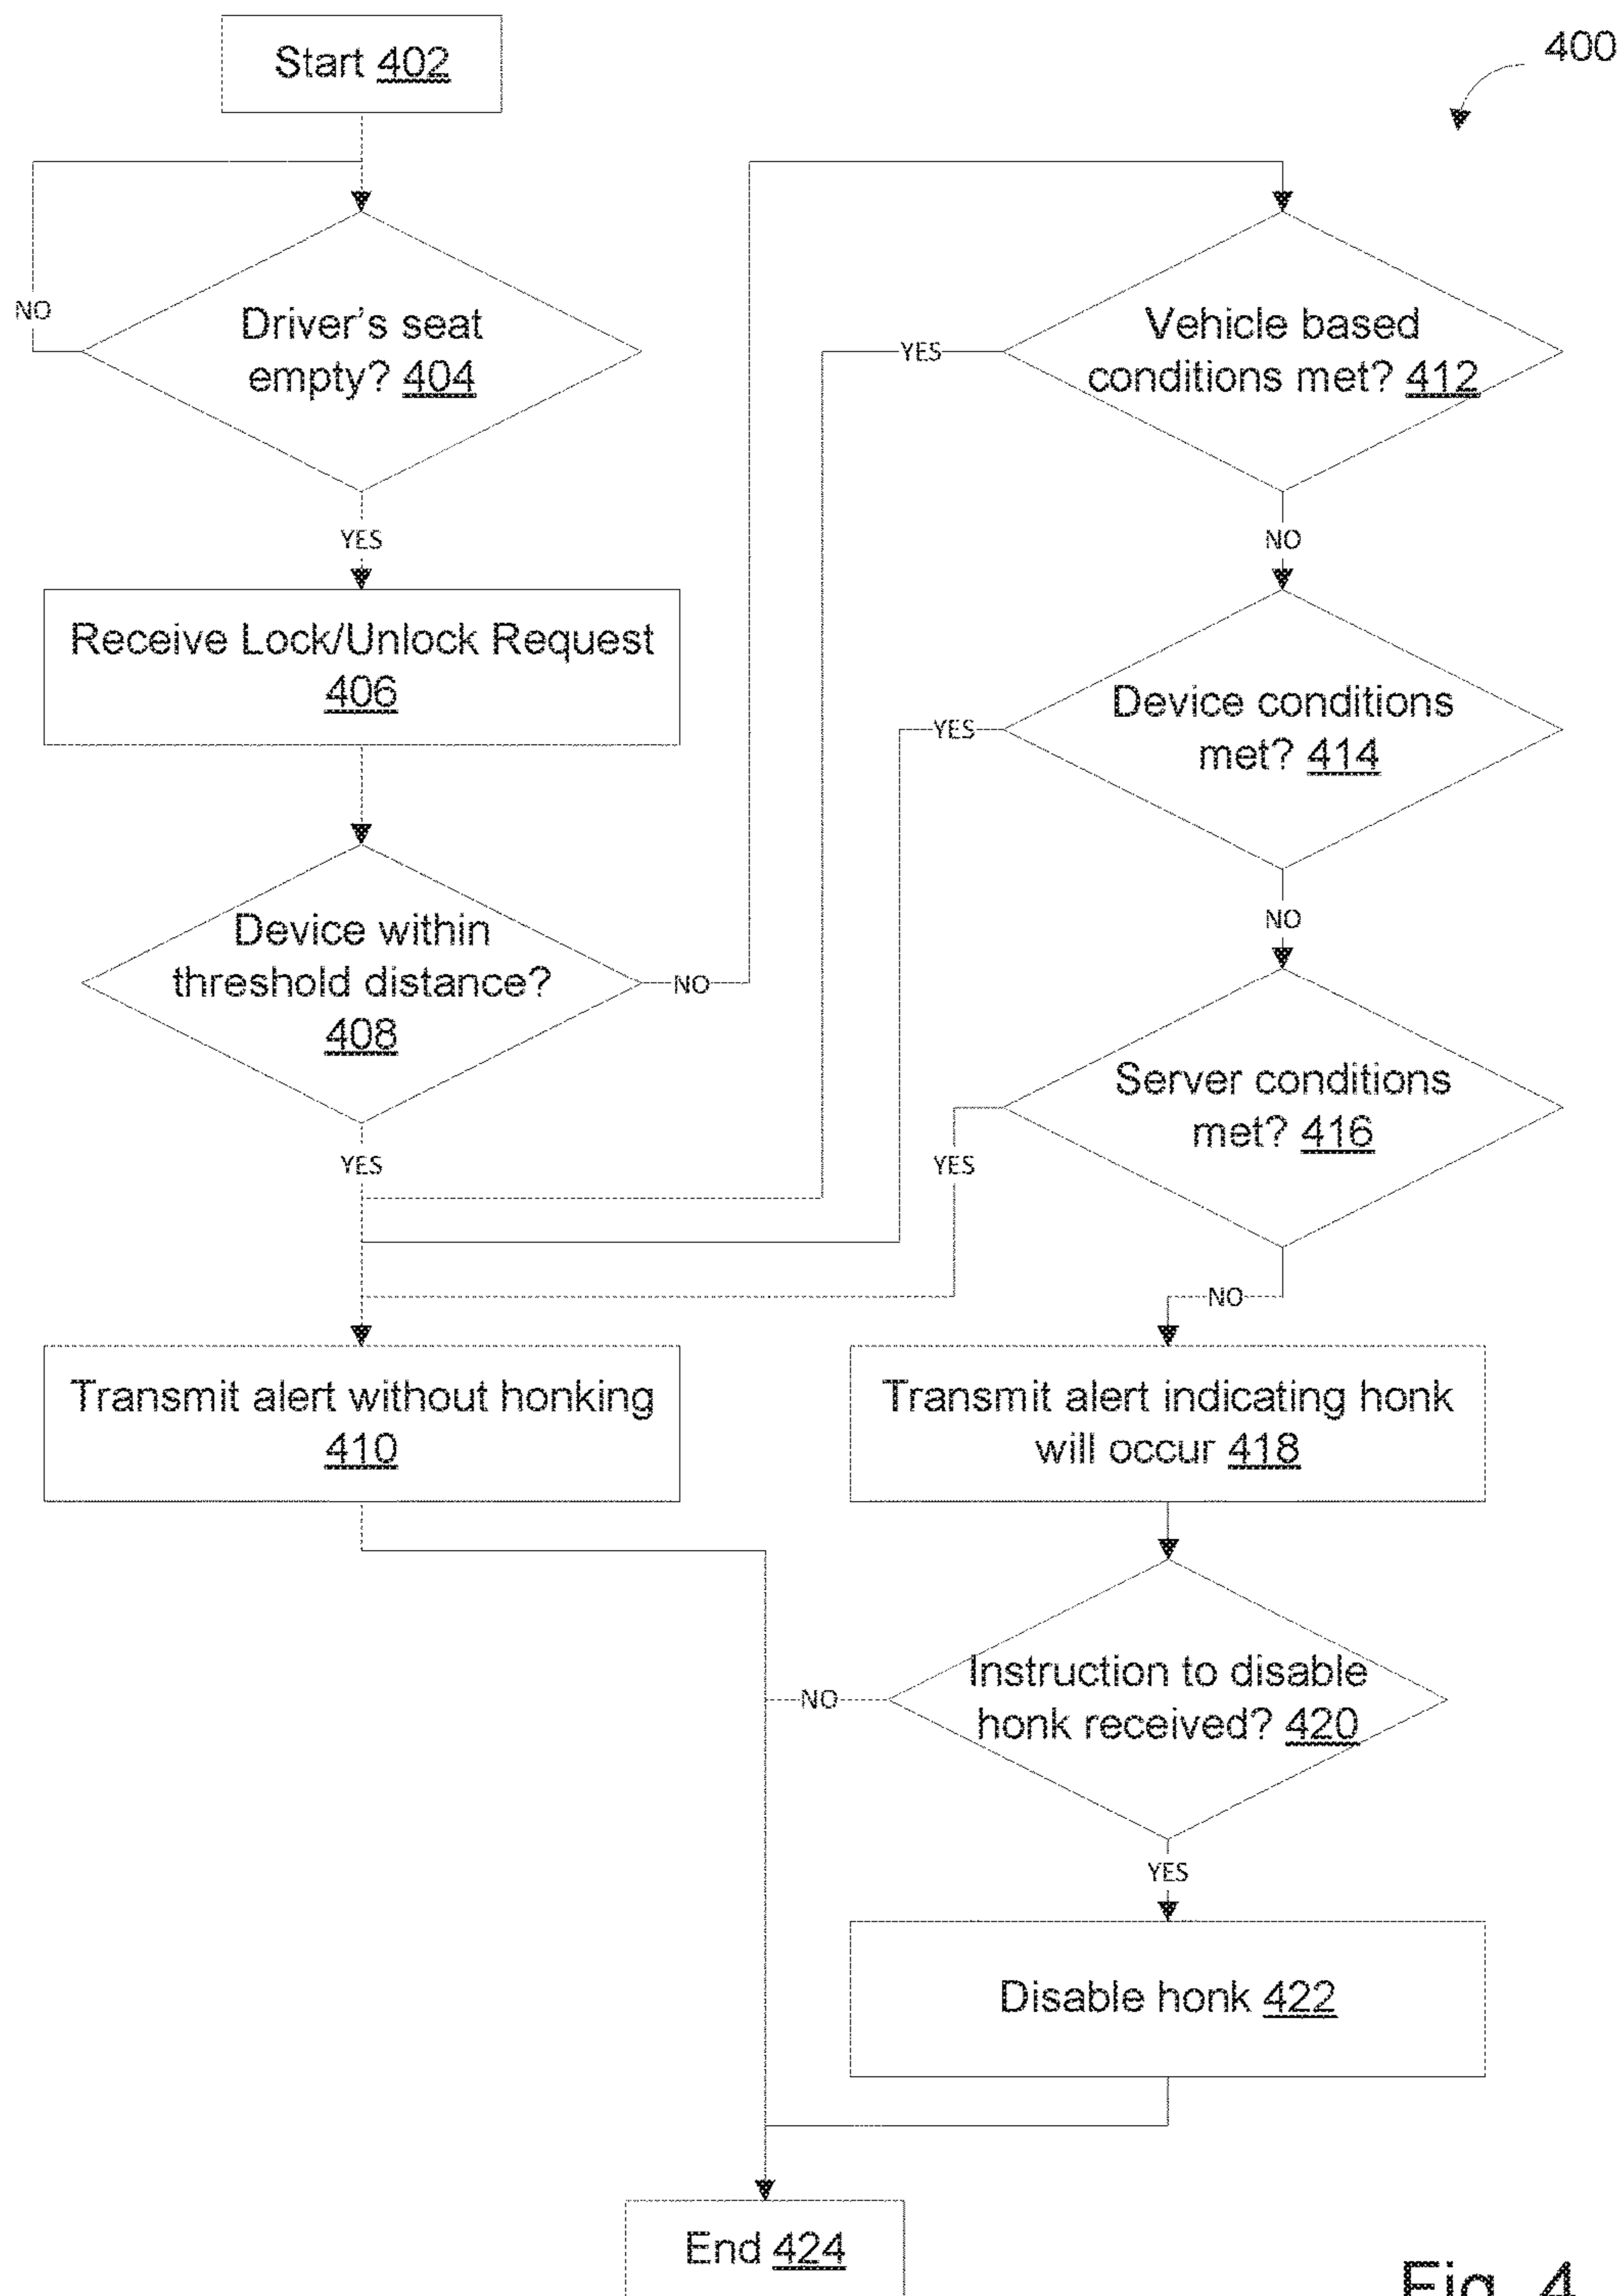 Start 402
400
NO
Driver's seat
empty? 404
YES
Receive Lock/Unlock Request
406
Device within
threshold distance?
408
NO
YES
Vehicle based
conditions met? 412
YES
NO
Device conditions
met? 414
YES
NO
Server conditions
met? 416
YES
NO
Transmit alert without honking
410
Transmit alert indicating honk
will occur 418
Instruction to disable
honk received? 420
NO
YES
Disable honk 422
End 424
Fig. 4